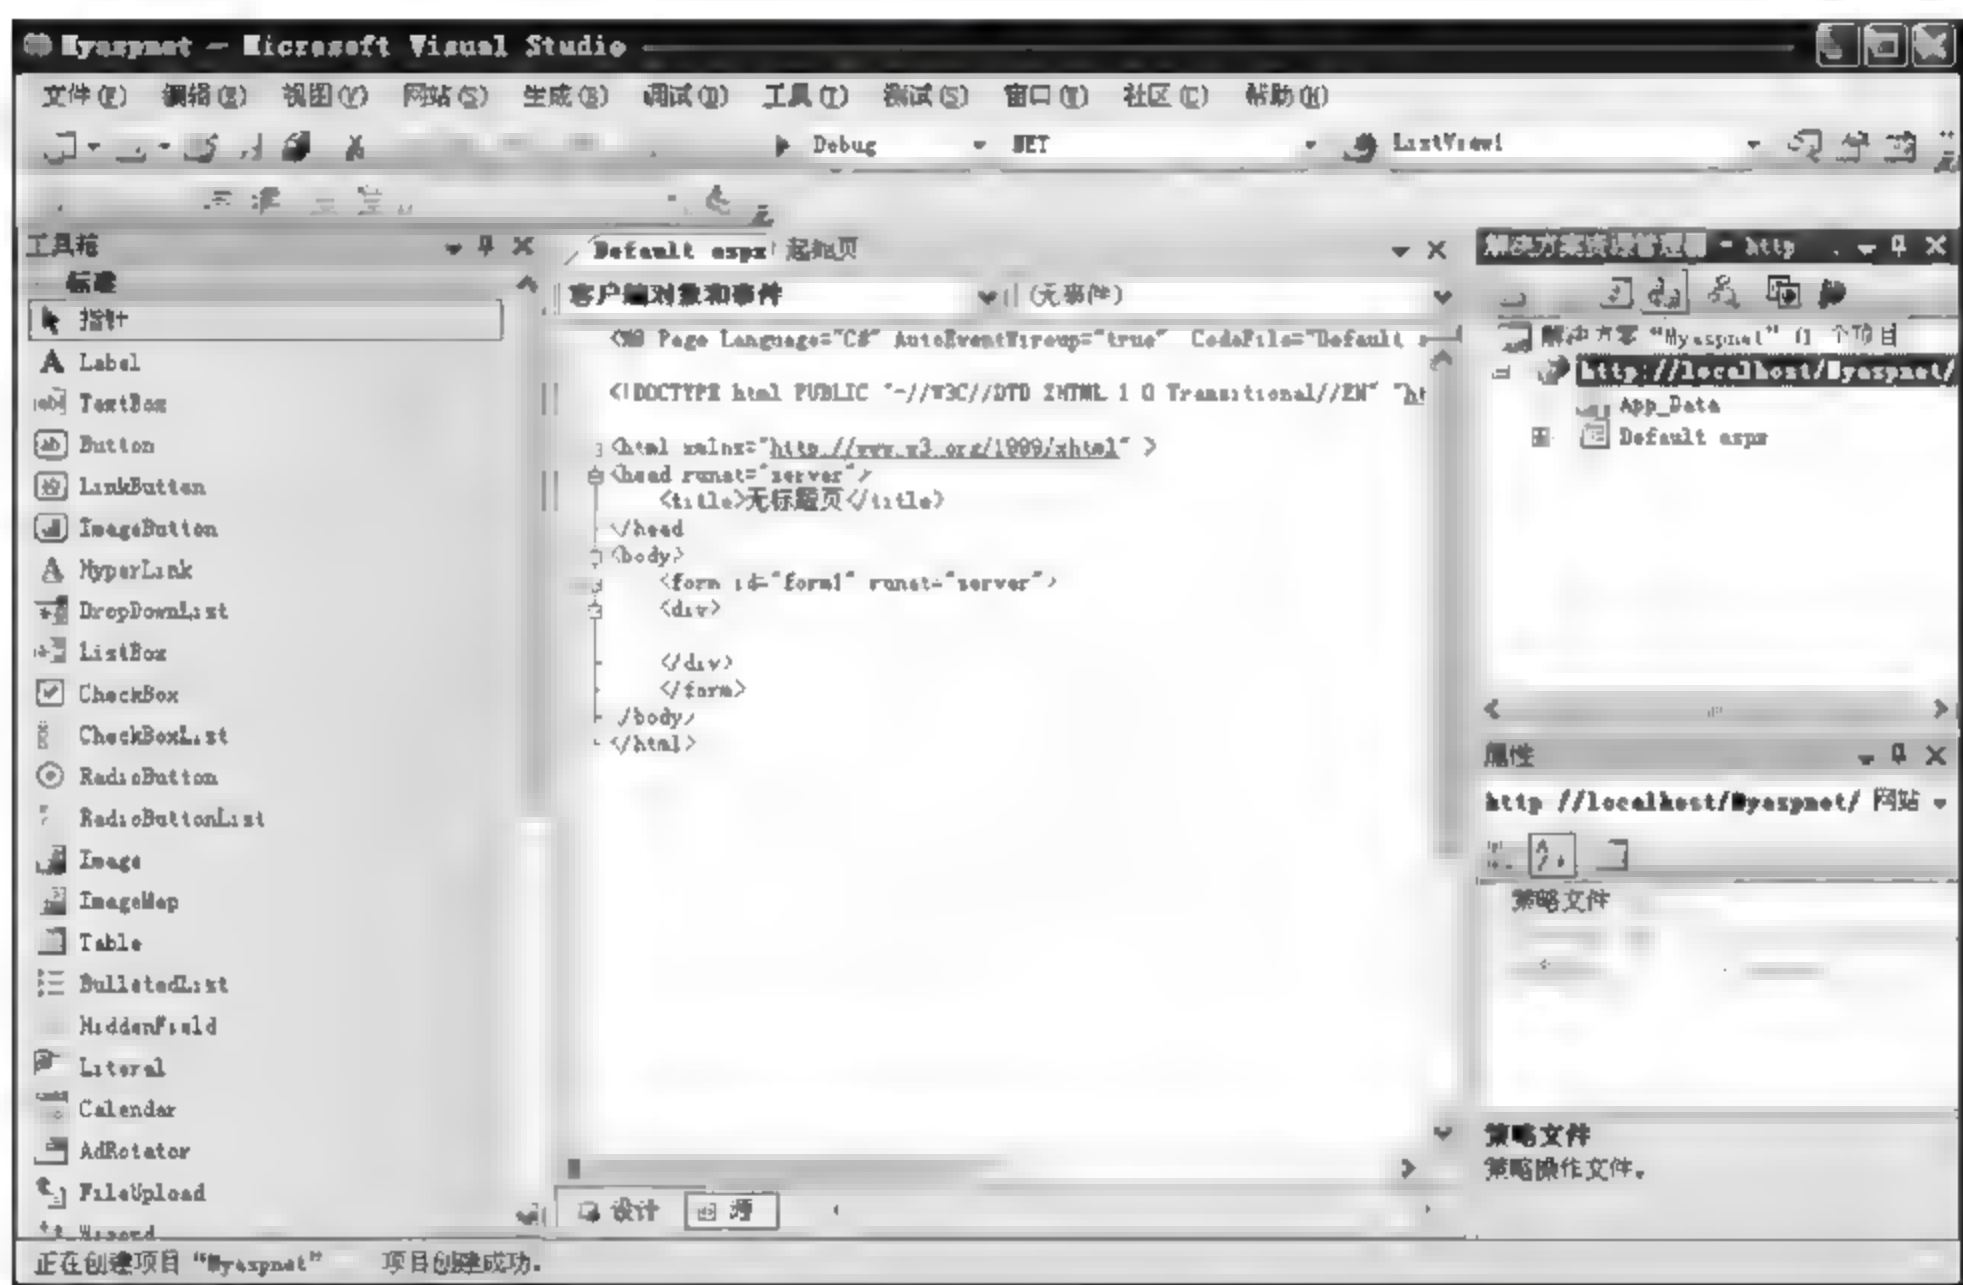 Myaspnet - Microsoft Visual Studio
文件(F) 编辑(E) 视图(V) 网站(S) 生成(B) 调试(D) 工具(T) 测试(S) 窗口(W) 社区(C) 帮助(H)
Debug .NET ListView1
工具箱
标准
指针
Label
TextBox
Button
LinkButton
ImageButton
HyperLink
DropDownList
ListBox
CheckBox
CheckBoxList
RadioButton
RadioButtonList
Image
ImageMap
Table
BulletedList
HiddenField
Literal
Calendar
AdRotator
FileUpload
Wizard
Default.aspx 起始页
客户端对象和事件 (无事件)
<%@ Page Language="C#" AutoEventWireup="true" CodeFile="Default
<!DOCTYPE html PUBLIC "-//W3C//DTD XHTML 1.0 Transitional//EN" "ht
<html xmlns="http://www.w3.org/1999/xhtml" >
<head runat="server">
<title>无标题页</title>
</head>
<body>
<form id="form1" runat="server">
<div>
</div>
</form>
</body>
</html>
设计 源
解决方案资源管理器 - http
解决方案 "Myaspnet" (1 个项目
http://localhost/Myaspnet/
App_Data
Default.aspx
属性
http://localhost/Myaspnet/ 网站
策略文件
策略文件
策略操作文件。
正在创建项目 "Myaspnet" 项目创建成功。